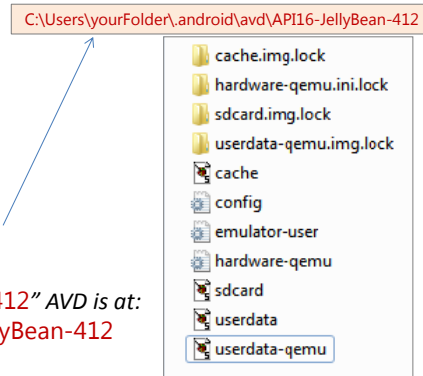 C:\Users\yourFolder\.android\avd\API16-JellyBean-412
cache.img.lock
hardware-qemu.ini.lock
sdcard.img.lock
userdata-qemu.img.lock
cache
config
emulator-user
hardware-qemu
sdcard
userdata
userdata-qemu
412” AVD is at:
yBean-412